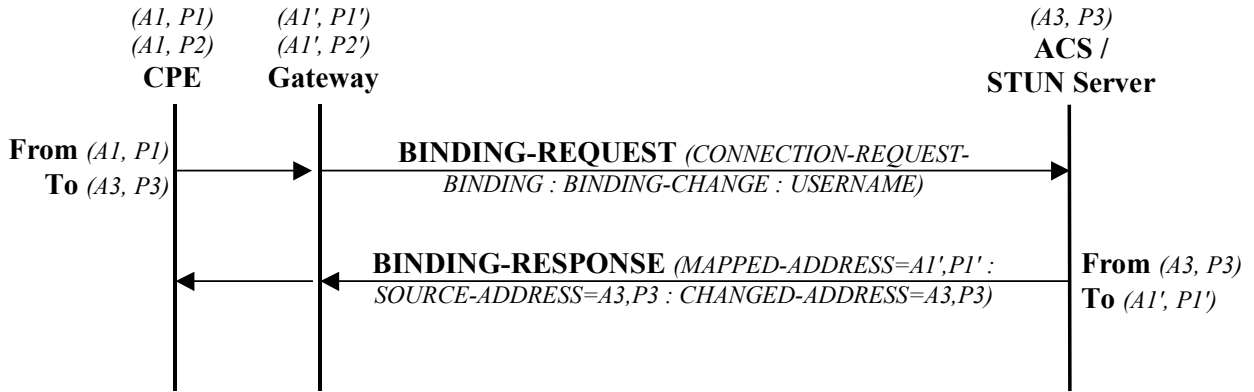 (A1, P1)
(A1, P2)
CPE
(A1', P1')
(A1', P2')
Gateway
(A3, P3)
ACS /
STUN Server
From (A1, P1)
To (A3, P3)
BINDING-REQUEST (CONNECTION-REQUEST-
BINDING : BINDING-CHANGE : USERNAME)
BINDING-RESPONSE (MAPPED-ADDRESS=A1',P1' :
SOURCE-ADDRESS=A3,P3 : CHANGED-ADDRESS=A3,P3)
From (A3, P3)
To (A1', P1')